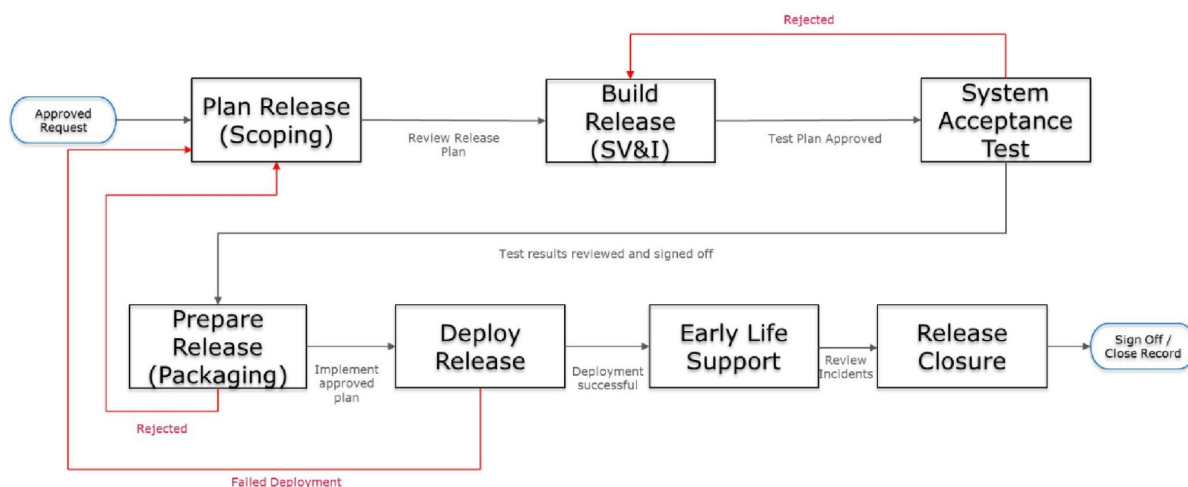 Rejected
Approved
Request
Plan Release
(Scoping)
Review Release
Plan
Build
Release
(SV&I)
Test Plan Approved
System
Acceptance
Test
Test results reviewed and signed off
Prepare
Release
(Packaging)
Implement
approved
plan
Deploy
Release
Deployment
successful
Early Life
Support
Review
Incidents
Release
Closure
Sign Off /
Close Record
Rejected
Failed Deployment